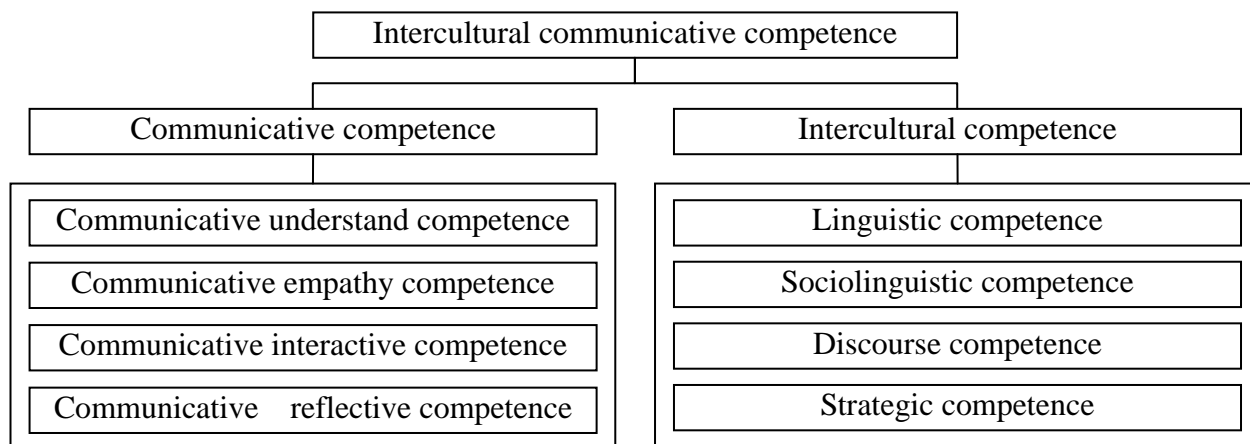 Intercultural communicative competence
Communicative competence
Intercultural competence
Communicative understand competence
Communicative empathy competence
Communicative interactive competence
Communicative reflective competence
Linguistic competence
Sociolinguistic competence
Discourse competence
Strategic competence